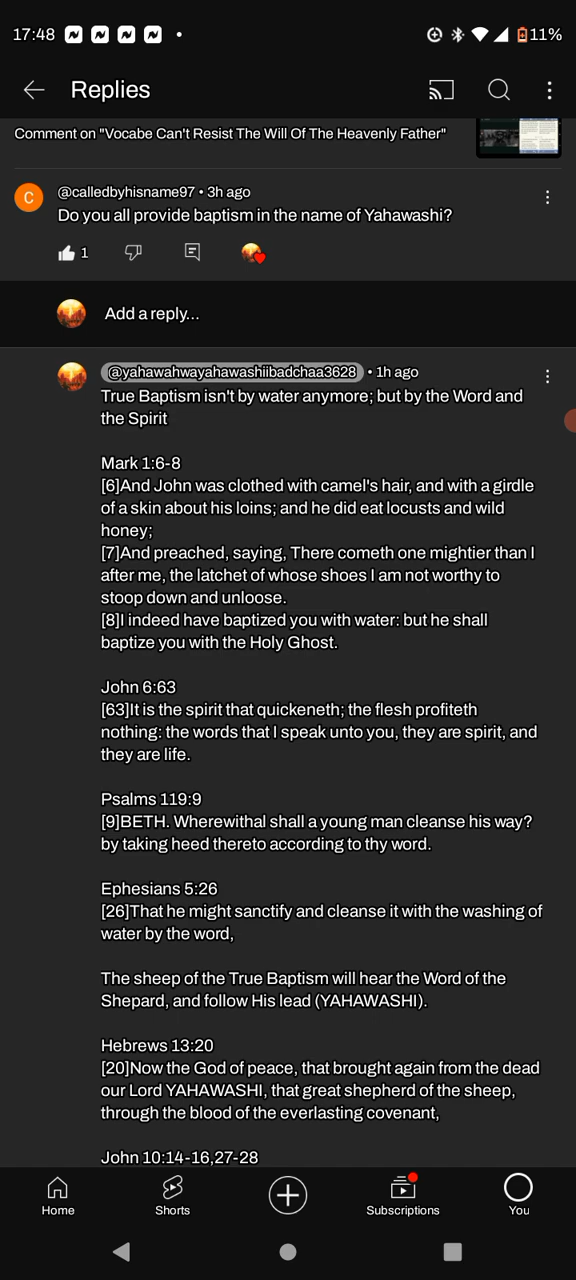 17:48
11%
Replies
Comment on "Vocabe Can't Resist The Will Of The Heavenly Father"
C
@calledbyhisname97 • 3h ago
Do you all provide baptism in the name of Yahawashi?
1
Add a reply...
@yahawahwayahawashiibadchaa3628 • 1h ago
True Baptism isn't by water anymore; but by the Word and
the Spirit
Mark 1:6-8
[6]And John was clothed with camel's hair, and with a girdle
of a skin about his loins; and he did eat locusts and wild
honey;
[7]And preached, saying, There cometh one mightier than I
after me, the latchet of whose shoes I am not worthy to
stoop down and unloose.
[8]I indeed have baptized you with water: but he shall
baptize you with the Holy Ghost.
John 6:63
[63]It is the spirit that quickeneth; the flesh profiteth
nothing: the words that I speak unto you, they are spirit, and
they are life.
Psalms 119:9
[9]BETH. Wherewithal shall a young man cleanse his way?
by taking heed thereto according to thy word.
Ephesians 5:26
[26]That he might sanctify and cleanse it with the washing of
water by the word,
The sheep of the True Baptism will hear the Word of the
Shepard, and follow His lead (YAHAWASHI).
Hebrews 13:20
[20]Now the God of peace, that brought again from the dead
our Lord YAHAWASHI, that great shepherd of the sheep,
through the blood of the everlasting covenant,
John 10:14-16,27-28
Home
Shorts
Subscriptions
You